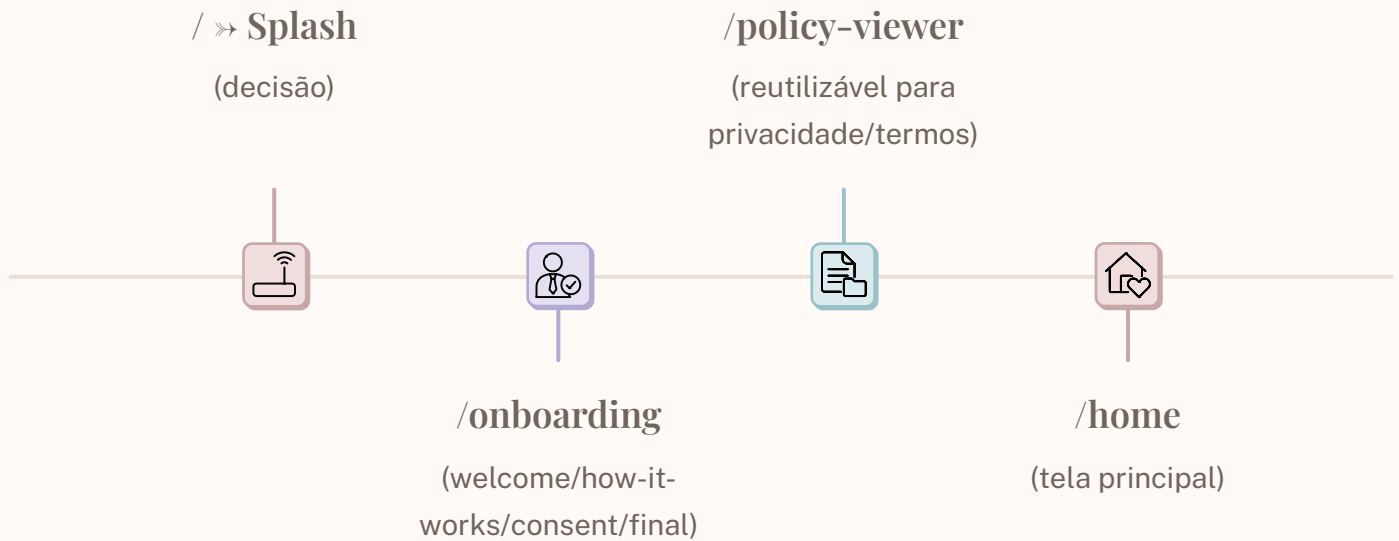 / ➳ Splash
(decisão)
/onboarding
(welcome/how-it-
works/consent/final)
/policy-viewer
(reutilizável para
privacidade/termos)
/home
(tela principal)